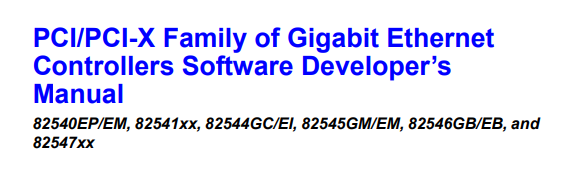 PCI/PCI-X Family of Gigabit Ethernet
Controllers Software Developer’s
Manual
82540EP/EM, 82541xx, 82544GC/EI, 82545GM/EM, 82546GB/EB, and
82547xx